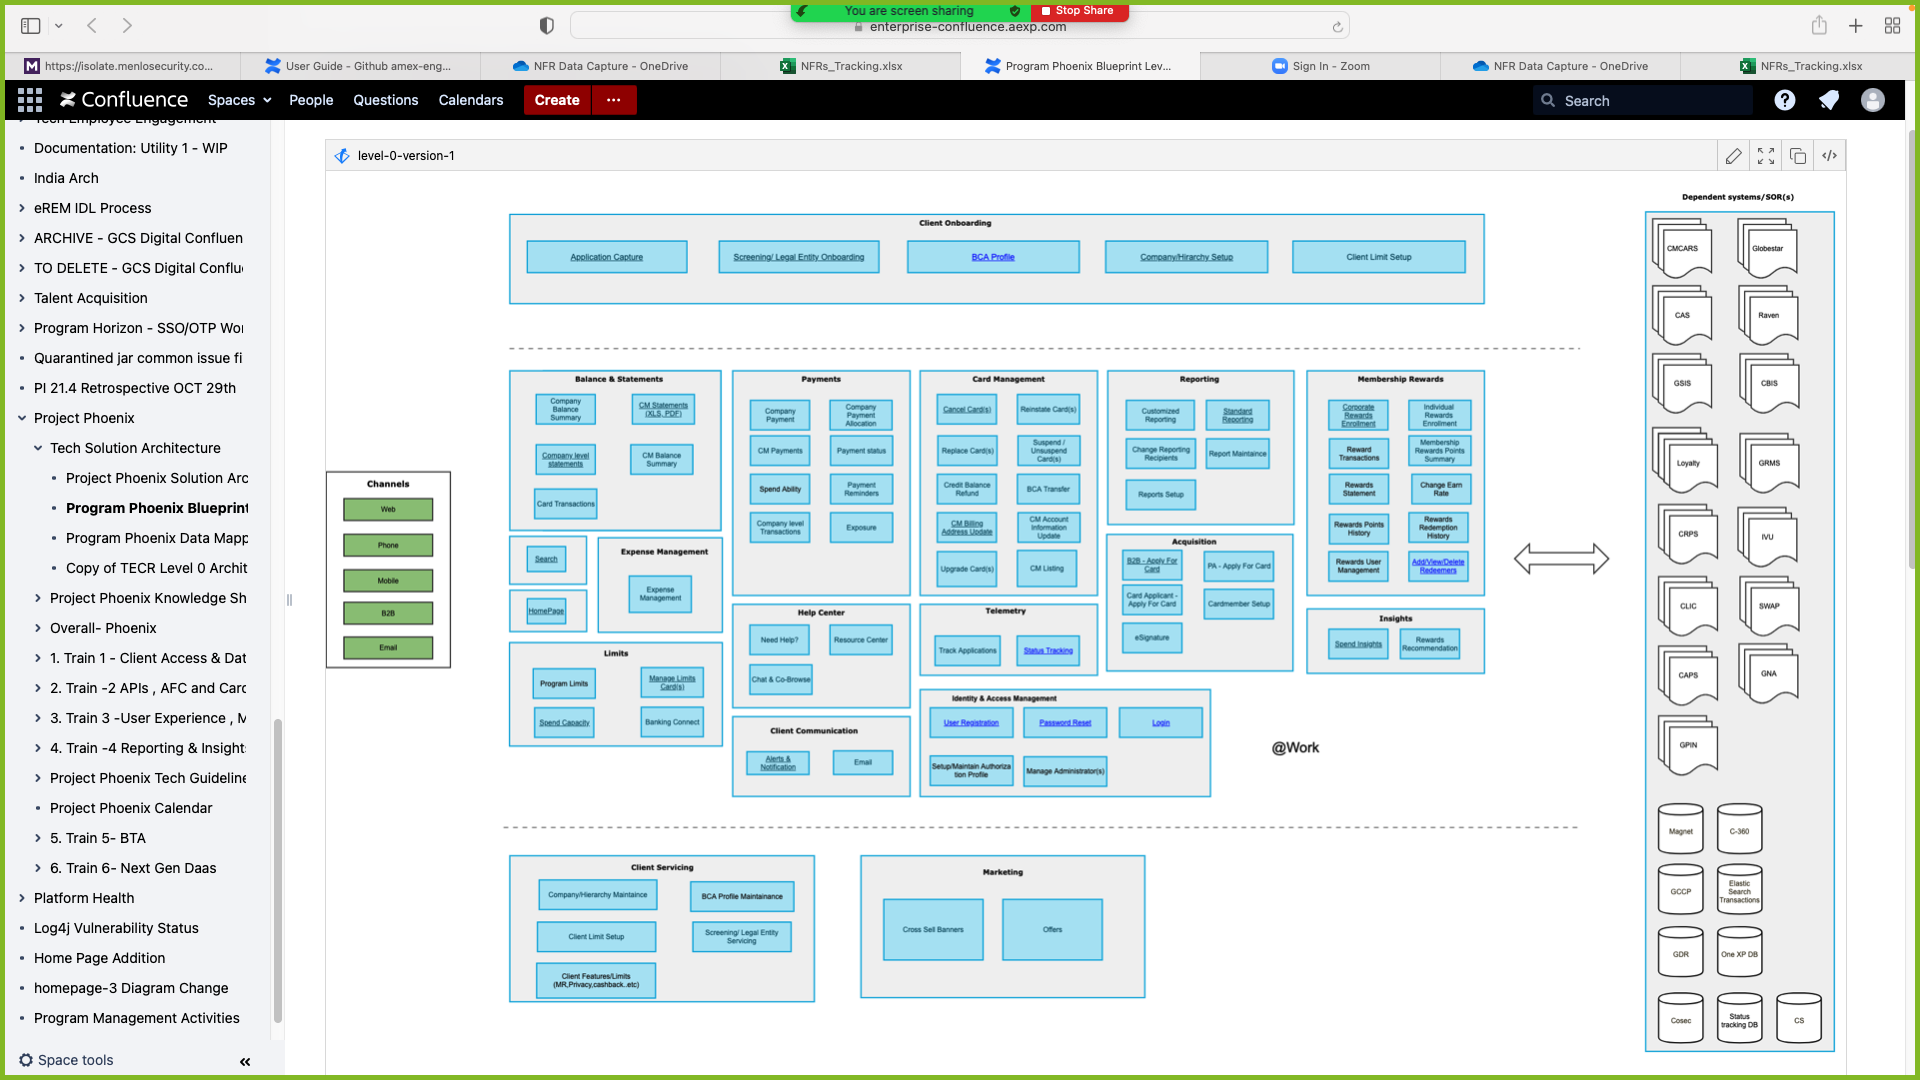 You are screen sharing
Stop Share
enterprise-confluence.aexp.com
https://isolate.menlosecurity.co...
User Guide - Github amex-eng...
NFR Data Capture - OneDrive
NFRs_Tracking.xlsx
Program Phoenix Blueprint Lev...
Sign In - Zoom
NFR Data Capture - OneDrive
NFRs_Tracking.xlsx
Confluence
Spaces
People
Questions
Calendars
Create
Search
Tech Employee Engagement
Documentation: Utility 1 - WIP
India Arch
eREM IDL Process
ARCHIVE - GCS Digital Confluen
TO DELETE - GCS Digital Conflu
Talent Acquisition
Program Horizon - SSO/OTP Wor
Quarantined jar common issue fi
PI 21.4 Retrospective OCT 29th
Project Phoenix
Tech Solution Architecture
Project Phoenix Solution Arc
Program Phoenix Blueprint
Program Phoenix Data Mapp
Copy of TECR Level 0 Archit
Project Phoenix Knowledge Sh
Overall- Phoenix
1. Train 1 - Client Access & Dat
2. Train -2 APIs , AFC and Card
3. Train 3 -User Experience , M
4. Train -4 Reporting & Insight
Project Phoenix Tech Guideline
Project Phoenix Calendar
5. Train 5- BTA
6. Train 6- Next Gen Daas
Platform Health
Log4j Vulnerability Status
Home Page Addition
homepage-3 Diagram Change
Program Management Activities
Space tools
level-0-version-1
Client Onboarding
Application Capture
Screening/ Legal Entity Onboarding
BCA Profile
Company/Hirarchy Setup
Client Limit Setup
Channels
Web
Phone
Mobile
B2B
Email
Balance & Statements
Company
Balance
Summary
CM Statements
(XLS, PDF)
Company level
statements
CM Balance
Summary
Card Transactions
Search
HomePage
Expense Management
Expense
Management
Limits
Program Limits
Manage Limits
Card(s)
Spend Capacity
Banking Connect
Payments
Company
Payment
Company
Payment
Allocation
CM Payments
Payment status
Spend Ability
Payment
Reminders
Company level
Transactions
Exposure
Help Center
Need Help?
Resource Center
Chat & Co-Browse
Client Communication
Alerts &
Notification
Email
Card Management
Cancel Card(s)
Reinstate Card(s)
Replace Card(s)
Suspend /
Unsuspend
Card(s)
Credit Balance
Refund
BCA Transfer
CM Billing
Address Update
CM Account
Information
Update
Upgrade Card(s)
CM Listing
Telemetry
Track Applications
Status Tracking
Identity & Access Management
User Registration
Password Reset
Login
Setup/Maintain Authoriza
tion Profile
Manage Administrator(s)
Reporting
Customized
Reporting
Standard
Reporting
Change Reporting
Recipients
Report Maintaince
Reports Setup
Acquisition
B2B - Apply For
Card
PA - Apply For Card
Card Applicant -
Apply For Card
Cardmember Setup
eSignature
Membership Rewards
Corporate
Rewards
Enrollment
Individual
Rewards
Enrollment
Reward
Transactions
Membership
Rewards Points
Summary
Rewards
Statement
Change Earn
Rate
Rewards Points
History
Rewards
Redemption
History
Rewards User
Management
Add/View/Delete
Redeemers
Insights
Spend Insights
Rewards
Recommendation
@Work
Client Servicing
Company/Hierarchy Maintaince
BCA Profile Maintainance
Client Limit Setup
Screening/ Legal Entity
Servicing
Client Features/Limits
(MR,Privacy,cashback..etc)
Marketing
Cross Sell Banners
Offers
Dependent systems/SOR(s)
CMCARS
Globestar
CAS
Raven
GSIS
CBIS
Loyalty
GRMS
CRPS
IVU
CLIC
SWAP
CAPS
GNA
GPIN
Magnet
C-360
GCCP
Elastic
Search
Transactions
GDR
One XP DB
Cosec
Status
tracking DB
CS